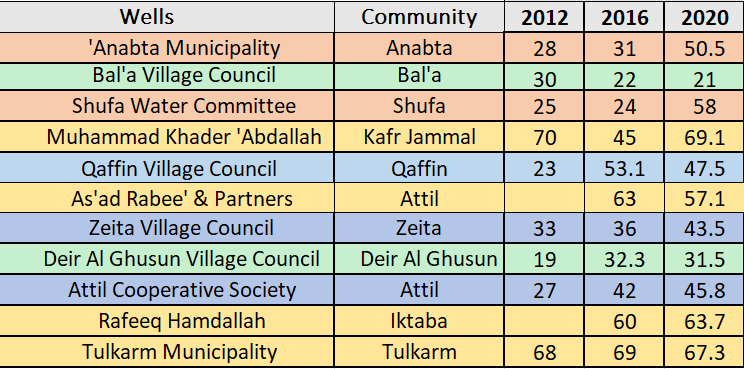 Wells Community 2012 2016 2020
'Anabta Municipality Anabta 28 31 50.5
Bal'a Village Council Bal'a 30 22 21
Shufa Water Committee Shufa 25 24 58
Muhammad Khader 'Abdallah Kafr Jammal 70 45 69.1
Qaffin Village Council Qaffin 23 53.1 47.5
As'ad Rabee' & Partners Attil 63 57.1
Zeita Village Council Zeita 33 36 43.5
Deir Al Ghusun Village Council Deir Al Ghusun 19 32.3 31.5
Attil Cooperative Society Attil 27 42 45.8
Rafeeq Hamdallah Iktaba 60 63.7
Tulkarm Municipality Tulkarm 68 69 67.3